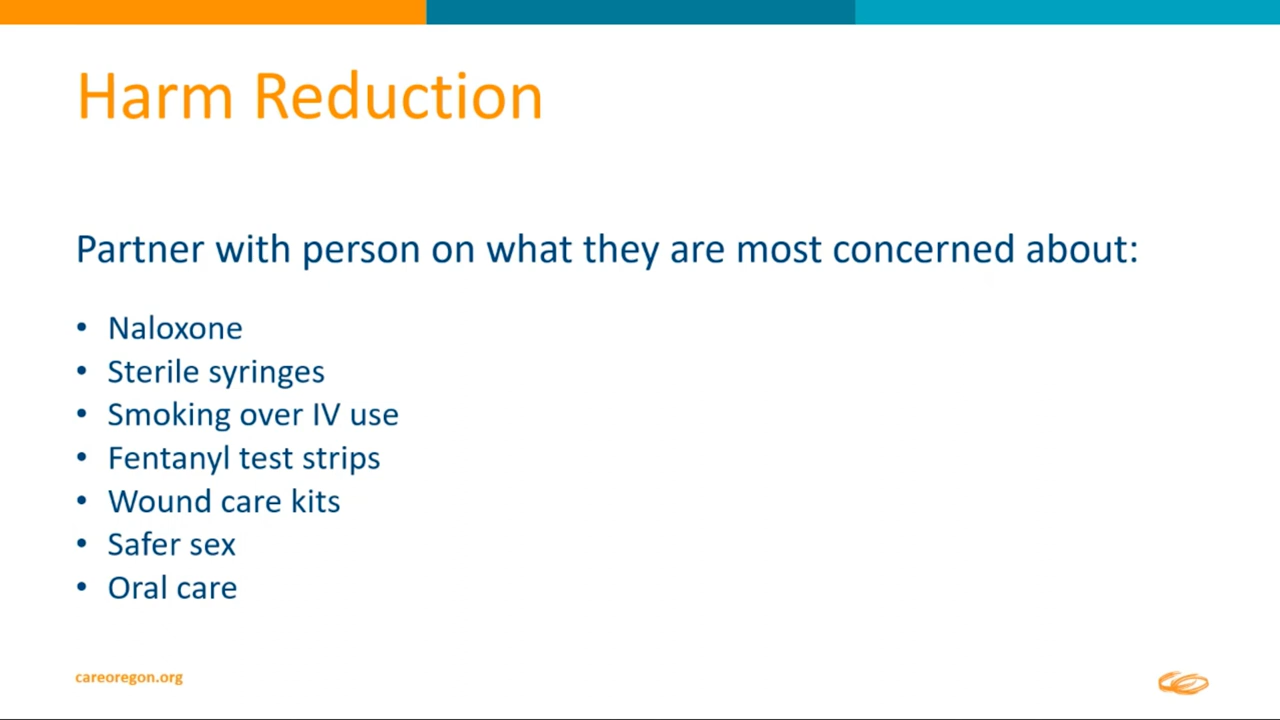 Harm Reduction
Partner with person on what they are most concerned about:
• Naloxone
• Sterile syringes
• Smoking over IV use
• Fentanyl test strips
• Wound care kits
• Safer sex
• Oral care
careoregon.org